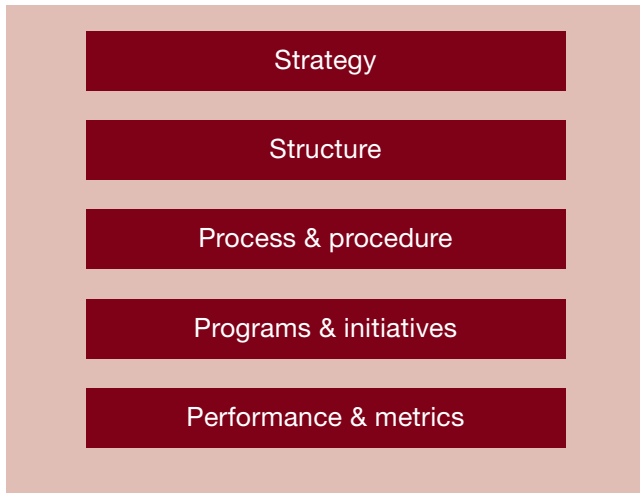 Strategy
Structure
Process & procedure
Programs & initiatives
Performance & metrics